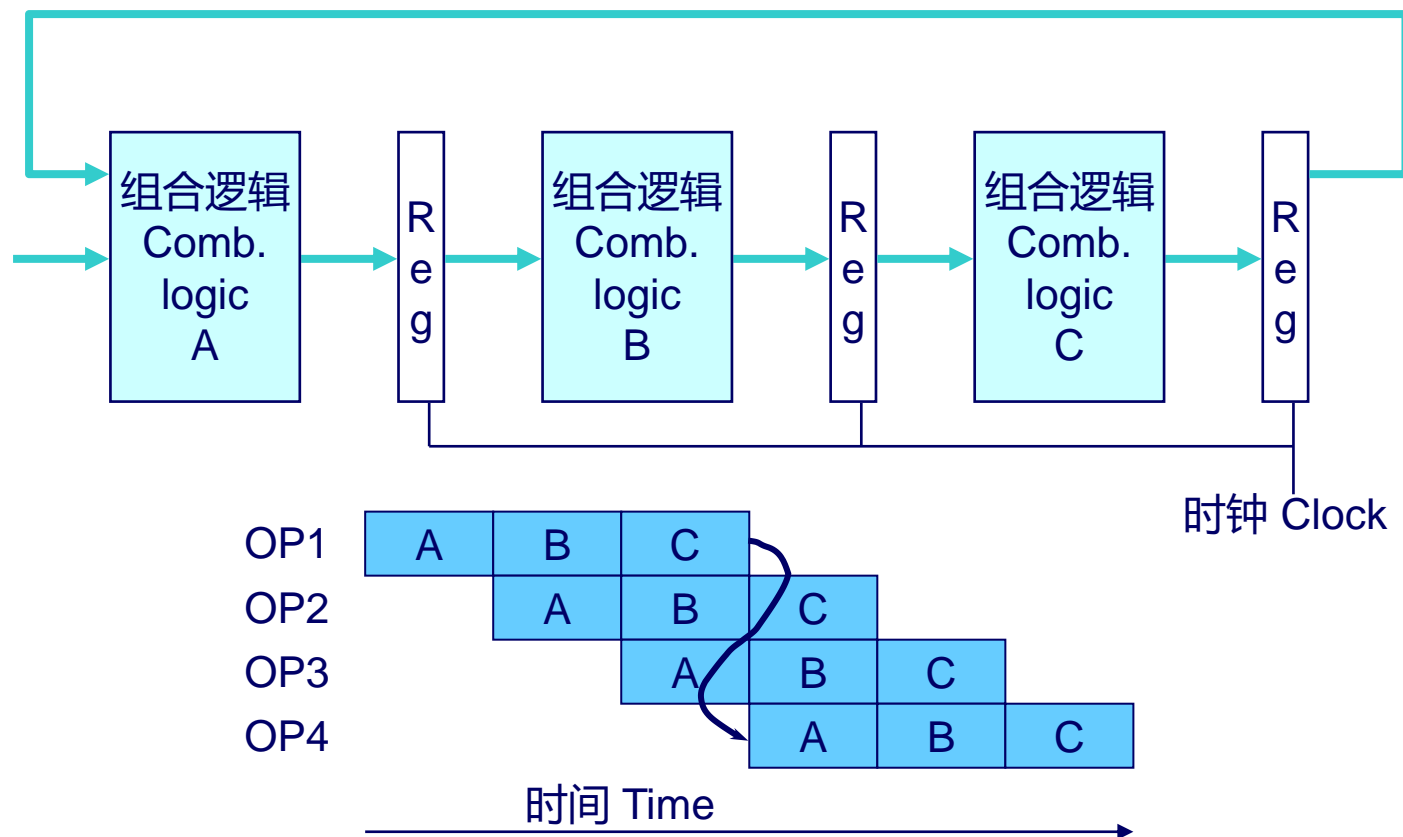 组合逻辑
Comb.
logic
A
R
e
g
组合逻辑
Comb.
logic
B
R
e
g
组合逻辑
Comb.
logic
C
R
e
g
时钟 Clock
OP1 A B C
OP2 A B C
OP3 A B C
OP4 A B C
时间 Time